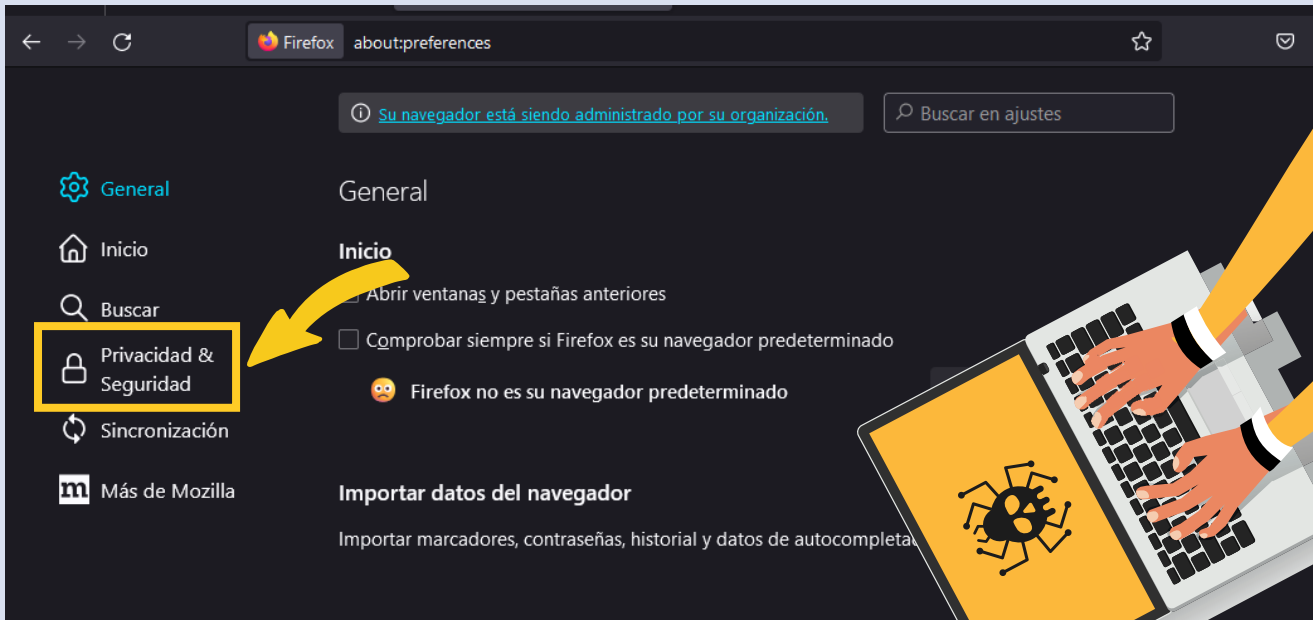 Firefox about:preferences
Su navegador está siendo administrado por su organización.
Buscar en ajustes
General
Inicio
Buscar
Privacidad &
Seguridad
Sincronización
m Más de Mozilla
General
Inicio
Abrir ventanas y pestañas anteriores
Comprobar siempre si Firefox es su navegador predeterminado
Firefox no es su navegador predeterminado
Importar datos del navegador
Importar marcadores, contraseñas, historial y datos de